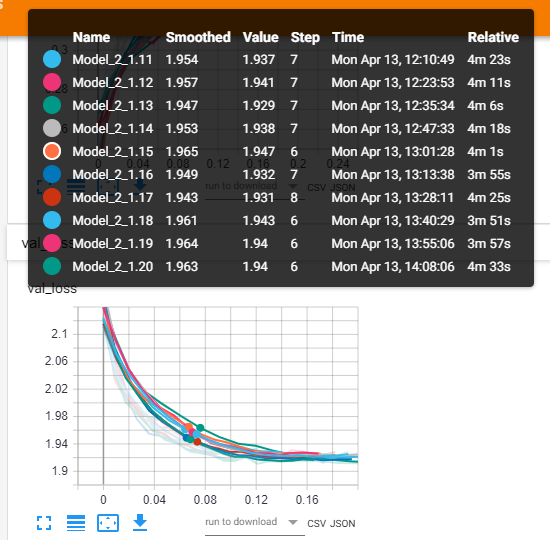 Name Smoothed Value Step Time Relative
Model_2_1.11 1.954 1.937 7 Mon Apr 13, 12:10:49 4m 23s
Model_2_1.12 1.957 1.941 7 Mon Apr 13, 12:23:53 4m 11s
Model_2_1.13 1.947 1.929 7 Mon Apr 13, 12:35:34 4m 6s
Model_2_1.14 1.953 1.938 7 Mon Apr 13, 12:47:33 4m 18s
Model_2_1.15 1.965 1.947 6 Mon Apr 13, 13:01:28 4m 1s
0 0.04 0.08 0.12 0.16 0.2 0.24
Model_2_1.16 1.949 1.932 7 Mon Apr 13, 13:13:38 3m 55s
run to download CSV JSON
Model_2_1.17 1.943 1.931 8 Mon Apr 13, 13:28:11 4m 25s
Model_2_1.18 1.961 1.943 6 Mon Apr 13, 13:40:29 3m 51s
Model_2_1.19 1.964 1.94 6 Mon Apr 13, 13:55:06 3m 57s
Model_2_1.20 1.963 1.94 6 Mon Apr 13, 14:08:06 4m 33s
val_loss
2.1
2.06
2.02
1.98
1.94
1.9
0 0.04 0.08 0.12 0.16
run to download CSV JSON